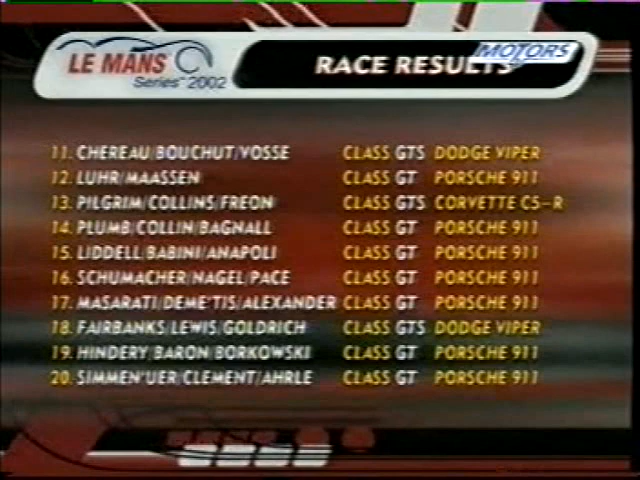 LE MANS
Series 2002
RACE RESULTS
MOTORS
11. CHEREAU/BOUCHUT/VOSSE CLASS GTS DODGE VIPER
12. LUHR/MAASSEN CLASS GT PORSCHE 911
13. PILGRIM/COLLINS/FREON CLASS GTS CORVETTE C5-R
14. PLUMB/COLLIN/BAGNALL CLASS GT PORSCHE 911
15. LIDDELL/BABINI/ANAPOLI CLASS GT PORSCHE 911
16. SCHUMACHER/NAGEL/PACE CLASS GT PORSCHE 911
17. MASARATI/DEME'TIS/ALEXANDER CLASS GT PORSCHE 911
18. FAIRBANKS/LEWIS/GOLDRICH CLASS GTS DODGE VIPER
19. HINDERY/BARON/BORKOWSKI CLASS GT PORSCHE 911
20. SIMMEN'UER/CLEMENT/AHRLE CLASS GT PORSCHE 911